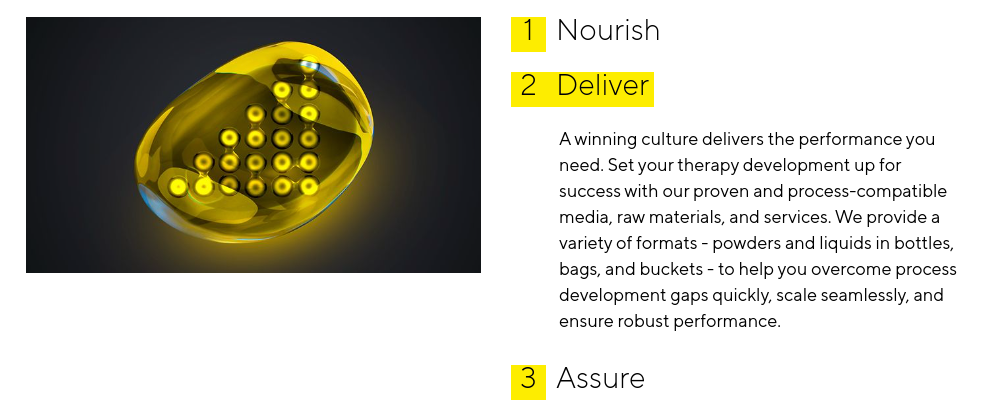 1 Nourish
2 Deliver
A winning culture delivers the performance you
need. Set your therapy development up for
success with our proven and process-compatible
media, raw materials, and services. We provide a
variety of formats - powders and liquids in bottles,
bags, and buckets - to help you overcome process
development gaps quickly, scale seamlessly, and
ensure robust performance.
3 Assure